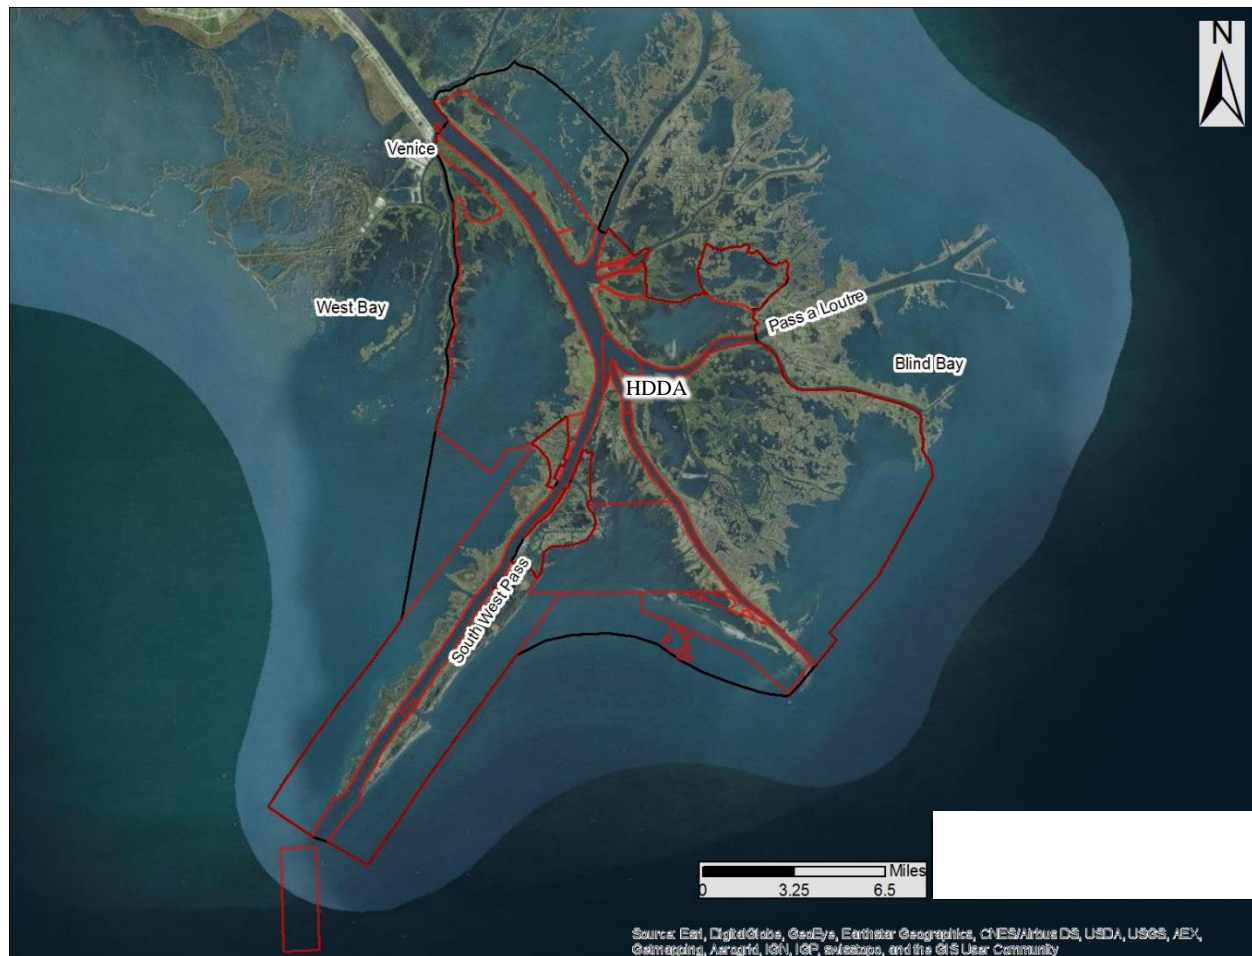 N
Venice
West Bay
Pass a Loutre
Blind Bay
HDDA
South West Pass
Miles
0 3.25 6.5
Source: Esri, DigitalGlobe, GeoEye, Earthstar Geographics, CNES/Airbus DS, USDA, USGS, AEX,
Getmapping, Aerogrid, IGN, IGP, swisstopo, and the GIS User Community